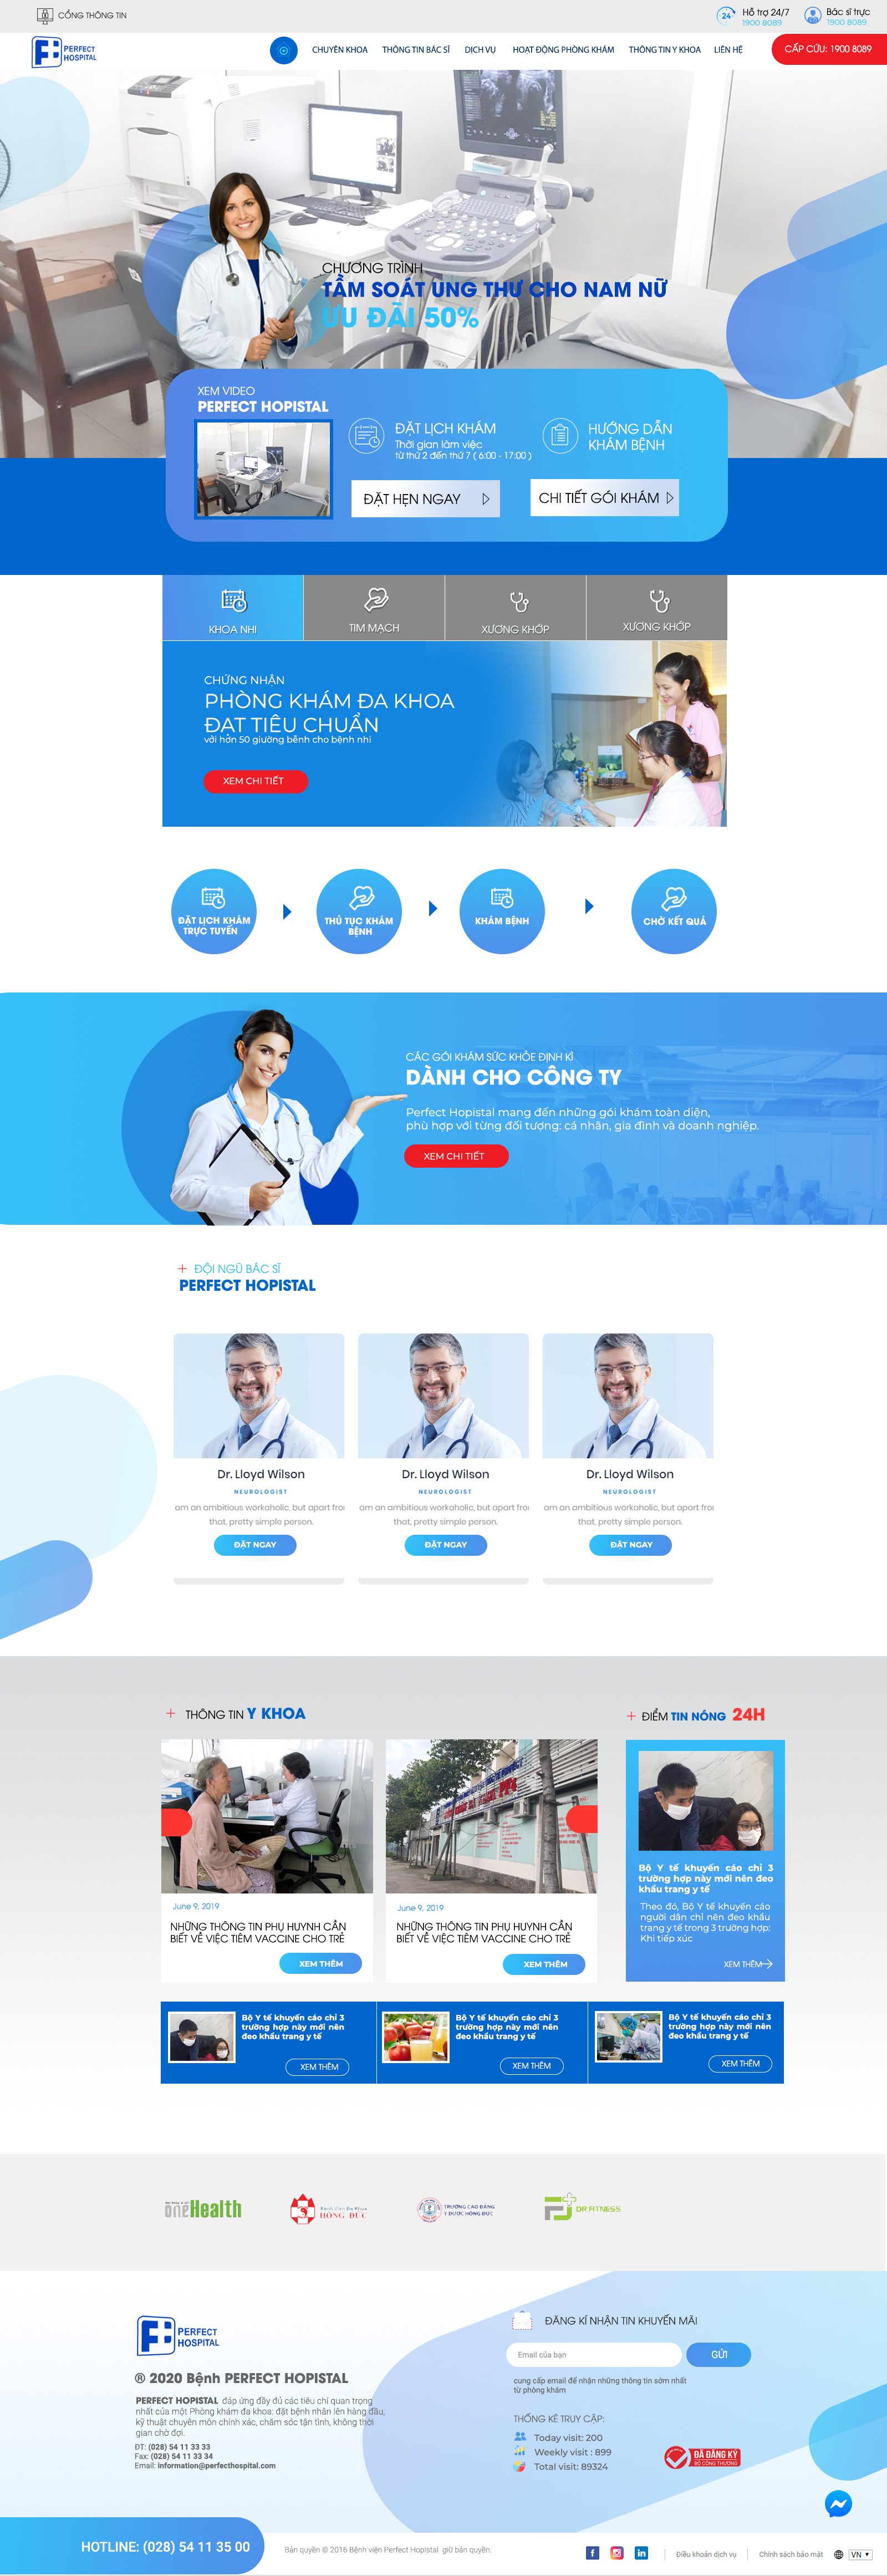 CỔNG THÔNG TIN
Hỗ trợ 24/7
24
1900 8089
Bác sĩ trực
1900 8089
PERFECT
HOSPITAL
CHUYÊN KHOA
THÔNG TIN BÁC SĨ
DỊCH VỤ
HOẠT ĐỘNG PHÒNG KHÁM
THÔNG TIN Y KHOA
LIÊN HỆ
CẤP CỨU: 1900 8089
CHƯƠNG TRÌNH
TẦM SOÁT UNG THƯ CHO NAM NỮ
ƯU ĐÃI 50%
XEM VIDEO
PERFECT HOPISTAL
ĐẶT LỊCH KHÁM
Thời gian làm việc
từ thứ 2 đến thứ 7 ( 6:00 - 17:00 )
HƯỚNG DẪN
KHÁM BỆNH
ĐẶT HẸN NGAY
CHI TIẾT GÓI KHÁM
KHOA NHI
TIM MẠCH
XƯƠNG KHỚP
XƯƠNG KHỚP
CHỨNG NHẬN
PHÒNG KHÁM ĐA KHOA
ĐẠT TIÊU CHUẨN
với hơn 50 giường bệnh cho bệnh nhi
XEM CHI TIẾT
ĐẶT LỊCH KHÁM
TRỰC TUYẾN
THỦ TỤC KHÁM
BỆNH
KHÁM BỆNH
CHỜ KẾT QUẢ
CÁC GÓI KHÁM SỨC KHỎE ĐỊNH KÌ
DÀNH CHO CÔNG TY
Perfect Hopistal mang đến những gói khám toàn diện,
phù hợp với từng đối tượng: cá nhân, gia đình và doanh nghiệp.
XEM CHI TIẾT
ĐỘI NGŨ BÁC SĨ
PERFECT HOPISTAL
Dr. Lloyd Wilson
NEUROLOGIST
am an ambitious workaholic, but apart from
that, pretty simple person.
ĐẶT NGAY
Dr. Lloyd Wilson
NEUROLOGIST
am an ambitious workaholic, but apart from
that, pretty simple person.
ĐẶT NGAY
Dr. Lloyd Wilson
NEUROLOGIST
am an ambitious workaholic, but apart from
that, pretty simple person.
ĐẶT NGAY
THÔNG TIN Y KHOA
June 9, 2019
NHỮNG THÔNG TIN PHỤ HUYNH CẦN
BIẾT VỀ VIỆC TIÊM VACCINE CHO TRẺ
XEM THÊM
June 9, 2019
NHỮNG THÔNG TIN PHỤ HUYNH CẦN
BIẾT VỀ VIỆC TIÊM VACCINE CHO TRẺ
XEM THÊM
ĐIỂM TIN NÓNG 24H
Bộ Y tế khuyến cáo chỉ 3
trường hợp này mới nên đeo
khẩu trang y tế
Theo đó, Bộ Y tế khuyến cáo
người dân chỉ nên đeo khẩu
trang y tế trong 3 trường hợp:
Khi tiếp xúc
XEM THÊM
Bộ Y tế khuyến cáo chỉ 3
trường hợp này mới nên
đeo khẩu trang y tế
XEM THÊM
Bộ Y tế khuyến cáo chỉ 3
trường hợp này mới nên
đeo khẩu trang y tế
XEM THÊM
Bộ Y tế khuyến cáo chỉ 3
trường hợp này mới nên
đeo khẩu trang y tế
XEM THÊM
oneHealth
Bệnh Viện Đa Khoa
HỒNG ĐỨC
TRƯỜNG CAO ĐẲNG
Y DƯỢC HỒNG ĐỨC
DR FITNESS
PERFECT
HOSPITAL
® 2020 Bệnh PERFECT HOPISTAL
PERFECT HOPISTAL đáp ứng đầy đủ các tiêu chí quan trọng
nhất của một Phòng khám đa khoa: đặt bệnh nhân lên hàng đầu,
kỹ thuật chuyên môn chính xác, chăm sóc tận tình, không thời
gian chờ đợi.
ĐT: (028) 54 11 33 33
Fax: (028) 54 11 33 34
Email: information@perfecthospital.com
ĐĂNG KÍ NHẬN TIN KHUYẾN MÃI
Email của bạn
GỬI
cung cấp email để nhận những thông tin sớm nhất
từ phòng khám
THỐNG KÊ TRUY CẬP:
Today visit: 200
Weekly visit : 899
Total visit: 89324
ĐÃ ĐĂNG KÝ
BỘ CÔNG THƯƠNG
HOTLINE: (028) 54 11 35 00
Bản quyền © 2016 Bệnh viện Perfect Hopistal giữ bản quyền.
Điều khoản dịch vụ
Chính sách bảo mật
VN